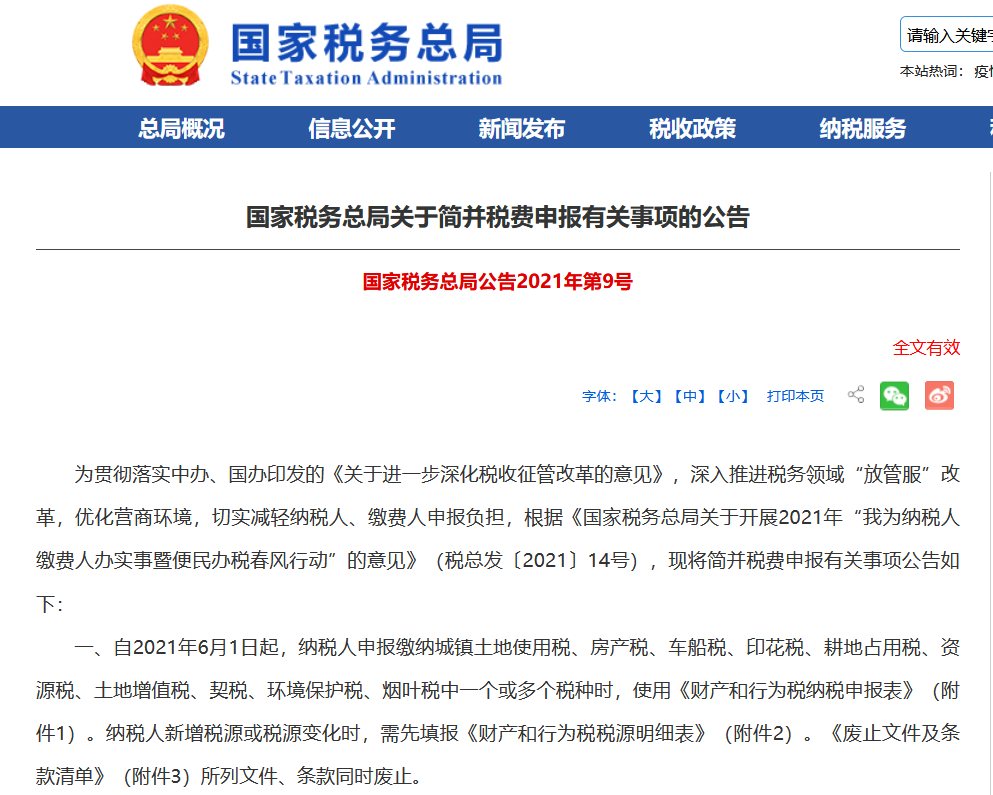 国家税务总局
State Taxation Administration
请输入关键字
本站热词：疫情
总局概况 信息公开 新闻发布 税收政策 纳税服务
国家税务总局关于简并税费申报有关事项的公告
国家税务总局公告2021年第9号
全文有效
字体：【大】【中】【小】 打印本页
为贯彻落实中办、国办印发的《关于进一步深化税收征管改革的意见》，深入推进税务领域“放管服”改
革，优化营商环境，切实减轻纳税人、缴费人申报负担，根据《国家税务总局关于开展2021年“我为纳税人
缴费人办实事暨便民办税春风行动”的意见》（税总发〔2021〕14号），现将简并税费申报有关事项公告如
下：
一、自2021年6月1日起，纳税人申报缴纳城镇土地使用税、房产税、车船税、印花税、耕地占用税、资
源税、土地增值税、契税、环境保护税、烟叶税中一个或多个税种时，使用《财产和行为税纳税申报表》（附
件1）。纳税人新增税源或税源变化时，需先填报《财产和行为税税源明细表》（附件2）。《废止文件及条
款清单》（附件3）所列文件、条款同时废止。